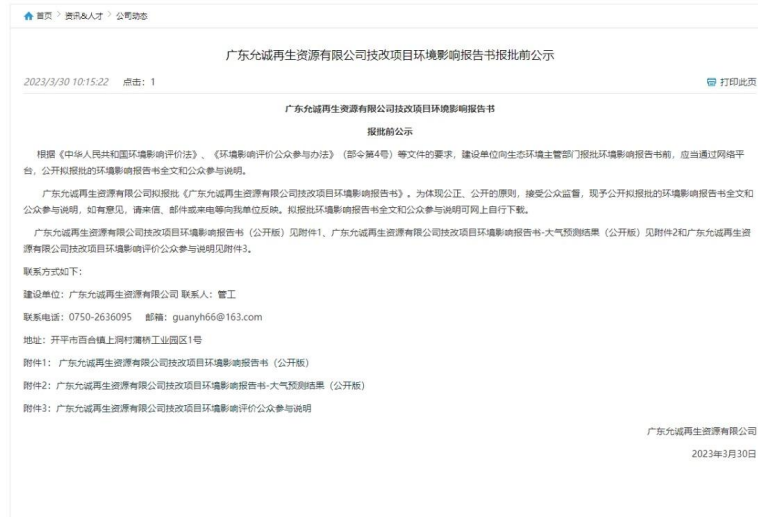 首页 > 资讯&人才 > 公司动态
广东允诚再生资源有限公司技改项目环境影响报告书报批前公示
2023/3/30 10:15:22 点击：1 打印此页
广东允诚再生资源有限公司技改项目环境影响报告书
报批前公示
根据《中华人民共和国环境影响评价法》、《环境影响评价公众参与办法》（部令第4号）等文件的要求，建设单位向生态环境主管部门报批环境影响报告书前，应当通过网络平
台，公开拟报批的环境影响报告书全文和公众参与说明。
广东允诚再生资源有限公司拟报批《广东允诚再生资源有限公司技改项目环境影响报告书》。为体现公正、公开的原则，接受公众监督，现予公开拟报批的环境影响报告书全文和
公众参与说明，如有意见，请来信、邮件或来电等向我单位反映。拟报批环境影响报告书全文和公众参与说明可网上自行下载。
广东允诚再生资源有限公司技改项目环境影响报告书（公开版）见附件1、广东允诚再生资源有限公司技改项目环境影响报告书-大气预测结果（公开版）见附件2和广东允诚再生资
源有限公司技改项目环境影响评价公众参与说明见附件3。
联系方式如下：
建设单位：广东允诚再生资源有限公司 联系人：管工
联系电话：0750-2636095 邮箱：guanyh66@163.com
地址：开平市百合镇上洞村蒲桥工业园区1号
附件1： 广东允诚再生资源有限公司技改项目环境影响报告书（公开版）
附件2：广东允诚再生资源有限公司技改项目环境影响报告书-大气预测结果（公开版）
附件3：广东允诚再生资源有限公司技改项目环境影响评价公众参与说明
广东允诚再生资源有限公司
2023年3月30日